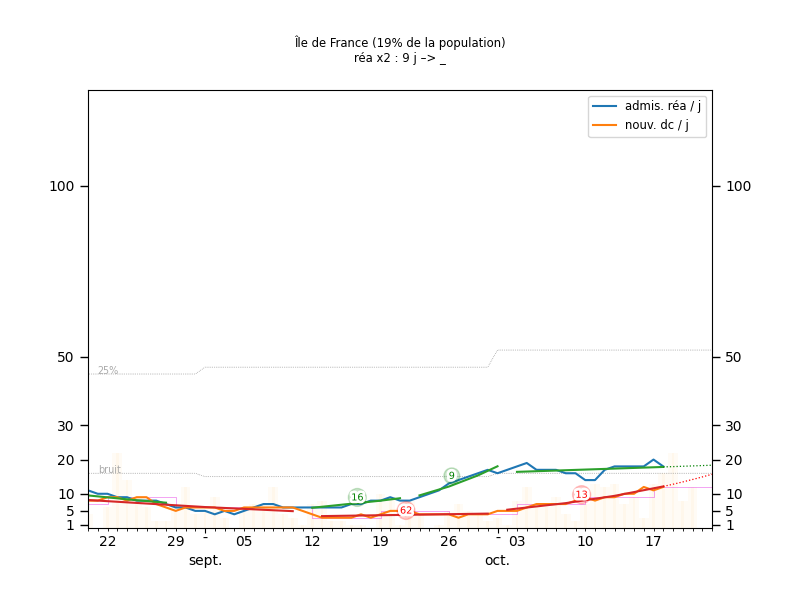 Île de France (19% de la population)
réa x2 : 9 j –> _
admis. réa / j
nouv. dc / j
100 100
50 50
25%
30 30
20 20
bruit
9
16
13
10 10
62
5 5
1 1
22 29 - 05 12 19 26 - 03 10 17
sept. oct.